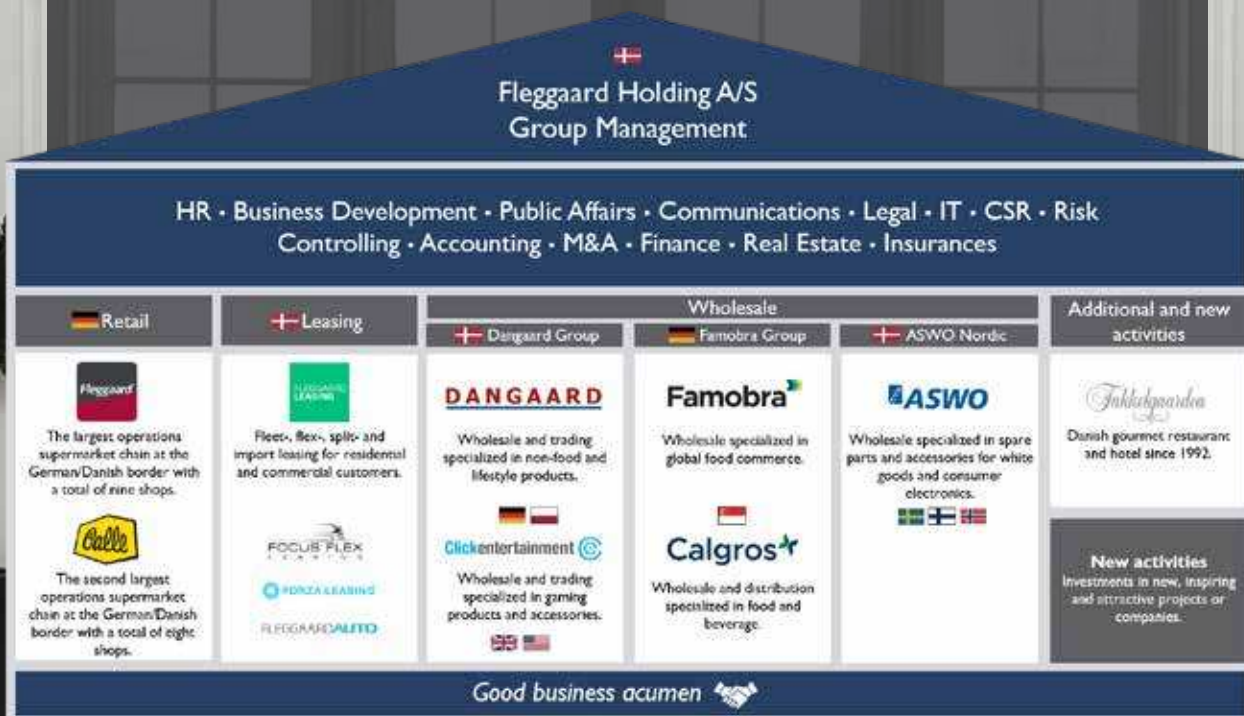 Fleggaard Holding A/S
Group Management
HR · Business Development · Public Affairs · Communications · Legal · IT · CSR · Risk
Controlling · Accounting · M&A · Finance · Real Estate · Insurances
Retail
Fleggaard
The largest operations
supermarket chain at the
German/Danish border with
a total of nine shops.
Calle
The second largest
operations supermarket
chain at the German/Danish
border with a total of eight
shops.
Leasing
FLEGGAARD
LEASING
Fleet-, flex-, split- and
import leasing for residential
and commercial customers.
FOCUS FLEX
LEASING
FORZA LEASING
FLEGGAARDAUTO
Wholesale
Dangaard Group
DANGAARD
Wholesale and trading
specialized in non-food and
lifestyle products.
Clickentertainment
Wholesale and trading
specialized in gaming
products and accessories.
Famobra Group
Famobra
Wholesale specialized in
global food commerce.
Calgros
Wholesale and distribution
specialized in food and
beverage.
ASWO Nordic
ASWO
Wholesale specialized in spare
parts and accessories for white
goods and consumer
electronics.
Additional and new
activities
Fakkelgaarden
Danish gourmet restaurant
and hotel since 1992.
New activities
Investments in new, inspiring
and attractive projects or
companies.
Good business acumen